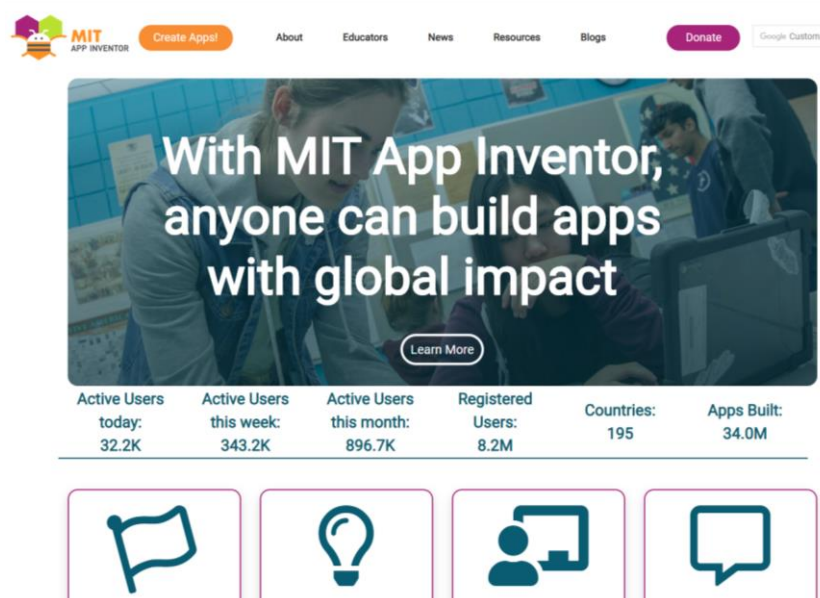 MIT
APP INVENTOR
Create Apps!
About
Educators
News
Resources
Blogs
Donate
Google Custom
With MIT App Inventor,
anyone can build apps
with global impact
Learn More
Active Users
today:
32.2K
Active Users
this week:
343.2K
Active Users
this month:
896.7K
Registered
Users:
8.2M
Countries:
195
Apps Built:
34.0M